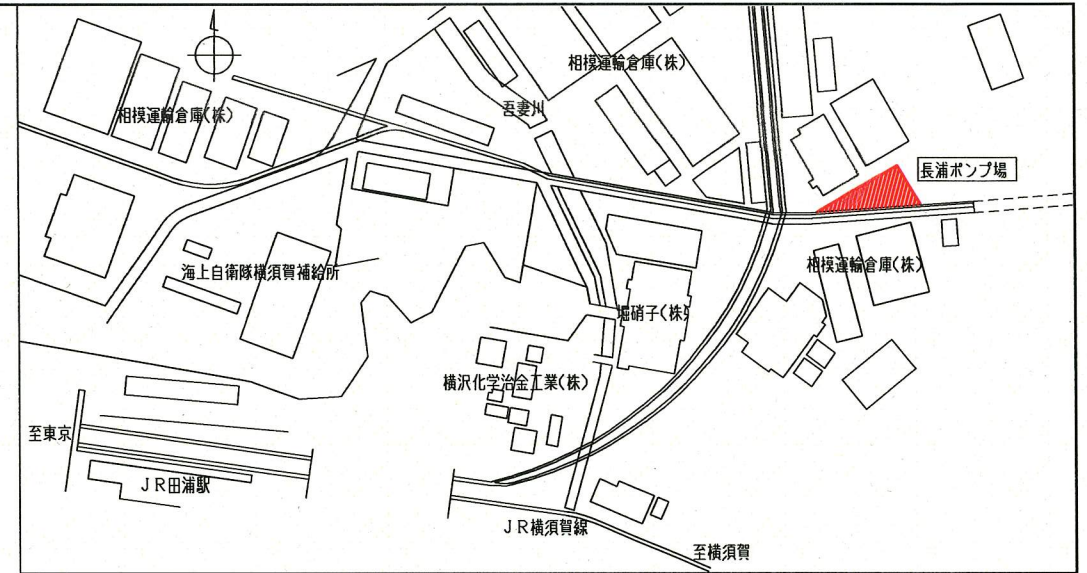 相模運輸倉庫(株)
吾妻川
相模運輸倉庫(株)
長浦ポンプ場
海上自衛隊横須賀補給所
相模運輸倉庫(株)
堀硝子(株)
横沢化学冶金工業(株)
至東京
JR田浦駅
JR横須賀線
至横須賀